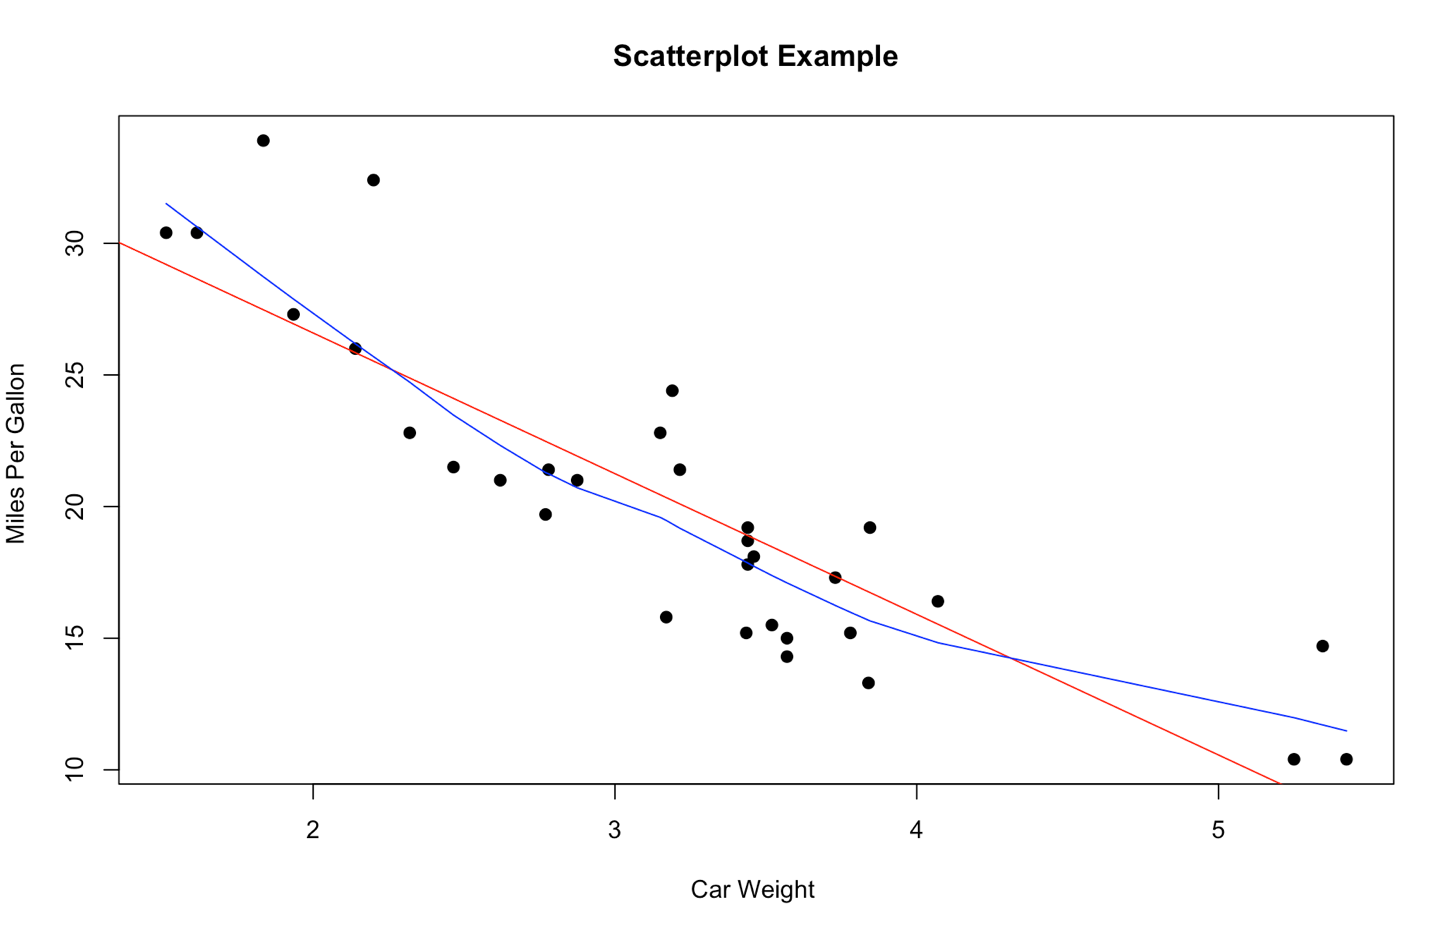 Scatterplot Example
Miles Per Gallon
30
25
20
15
10
2 3 4 5
Car Weight